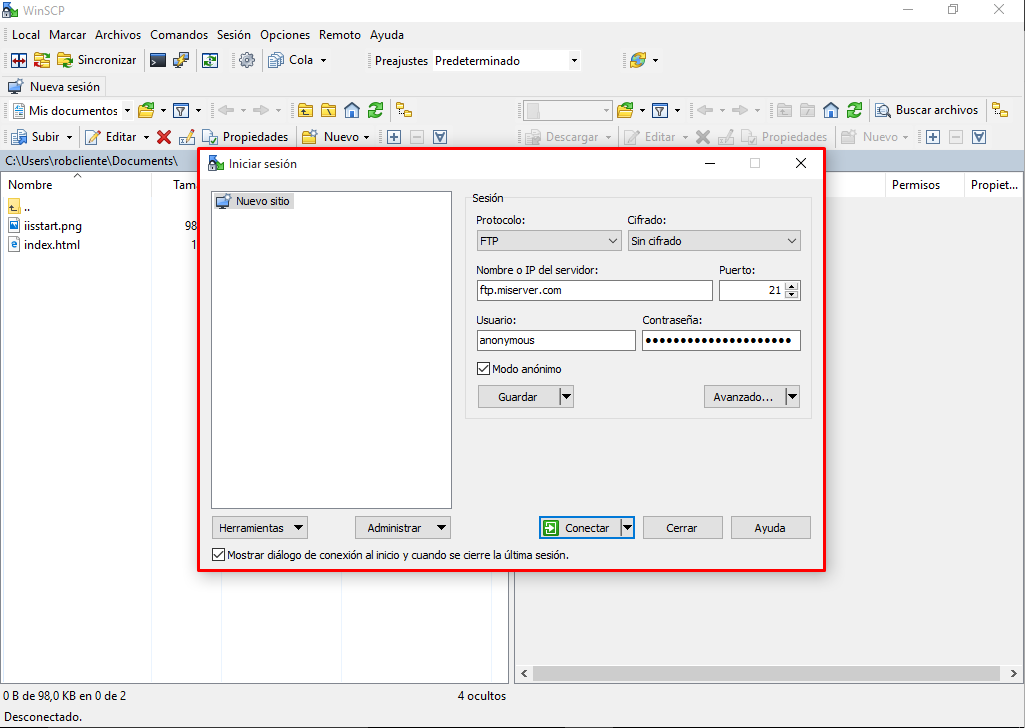 WinSCP
Local Marcar Archivos Comandos Sesión Opciones Remoto Ayuda
Sincronizar Cola Preajustes Predeterminado
Nueva sesión
Mis documentos Buscar archivos
Subir Editar Propiedades Nuevo Descargar Editar Propiedades Nuevo
C:\Users\robcliente\Documents\
Nombre Tama Permisos Propiet...
..
iisstart.png 98
index.html 1
Iniciar sesión
Nuevo sitio
Sesión
Protocolo: Cifrado:
FTP Sin cifrado
Nombre o IP del servidor: Puerto:
ftp.miserver.com 21
Usuario: Contraseña:
anonymous ●●●●●●●●●●●●●●●●●●●●●
Modo anónimo
Guardar Avanzado...
Herramientas Administrar Conectar Cerrar Ayuda
Mostrar diálogo de conexión al inicio y cuando se cierre la última sesión.
0 B de 98,0 KB en 0 de 2 4 ocultos
Desconectado.